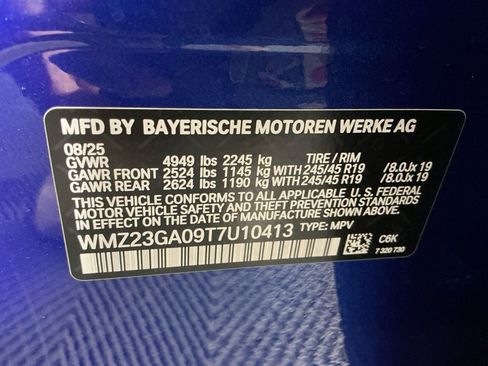 MFD BY BAYERISCHE MOTOREN WERKE AG
08/25
GVWR 4949 lbs 2245 kg TIRE / RIM
GAWR FRONT 2524 lbs 1145 kg WITH 245/45 R19 /8.0Jx 19
GAWR REAR 2624 lbs 1190 kg WITH 245/45 R19 /8.0Jx 19
THIS VEHICLE CONFORMS TO ALL APPLICABLE U. S. FEDERAL
MOTOR VEHICLE SAFETY AND THEFT PREVENTION STANDARDS
IN EFFECT ON THE DATE OF MANUFACTURE SHOWN ABOVE.
WMZ23GA09T7U10413 TYPE: MPV
C6K
7 320 730